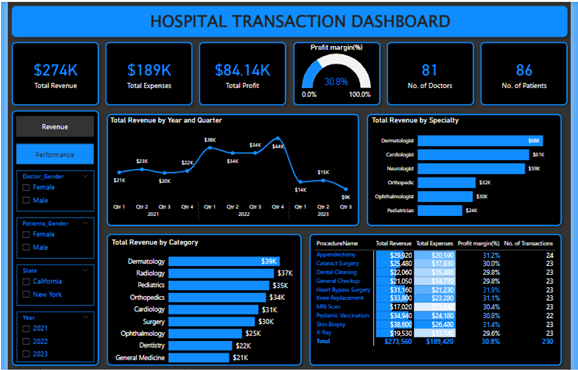 HOSPITAL TRANSACTION DASHBOARD
$274K
Total Revenue
$189K
Total Expenses
$84.14K
Total Profit
Profit margin(%)
30.8%
0.0%
100.0%
81
No. of Doctors
86
No. of Patients
Revenue
Performance
Doctor_Gender
Female
Male
Patients_Gender
Female
Male
State
California
New York
Year
2021
2022
2023
Total Revenue by Year and Quarter
$21K
$23K
$20K
$22K
$38K
$34K
$34K
$44K
$14K
$15K
$9K
Qtr 1 Qtr 2 Qtr 3 Qtr 4 Qtr 1 Qtr 2 Qtr 3 Qtr 4 Qtr 1 Qtr 2 Qtr 3
2021 2022 2023
Total Revenue by Specialty
Dermatologist $68K
Cardiologist $61K
Neurologist $59K
Orthopedic $32K
Ophthalmologist $30K
Pediatrician $24K
Total Revenue by Category
Dermatology $39K
Radiology $37K
Pediatrics $35K
Orthopedics $34K
Cardiology $31K
Surgery $30K
Ophthalmology $25K
Dentistry $22K
General Medicine $21K
ProcedureName Total Revenue Total Expenses Profit margin(%) No. of Transactions
Appendectomy $29,920 $20,590 31.2% 24
Cataract Surgery $25,480 $17,830 30.0% 23
Dental Cleaning $22,060 29.8% 23
General Checkup $21,050 $14,770 29.8% 23
Heart Bypass Surgery $31,160 $21,230 31.9% 23
Knee Replacement $33,800 $23,280 31.1% 23
MRI Scan $17,020 30.4% 23
Pediatric Vaccination $34,940 $24,180 30.8% 22
Skin Biopsy $38,600 $26,480 31.4% 23
X-Ray $19,530 29.6% 23
Total $273,560 $189,420 30.8% 230